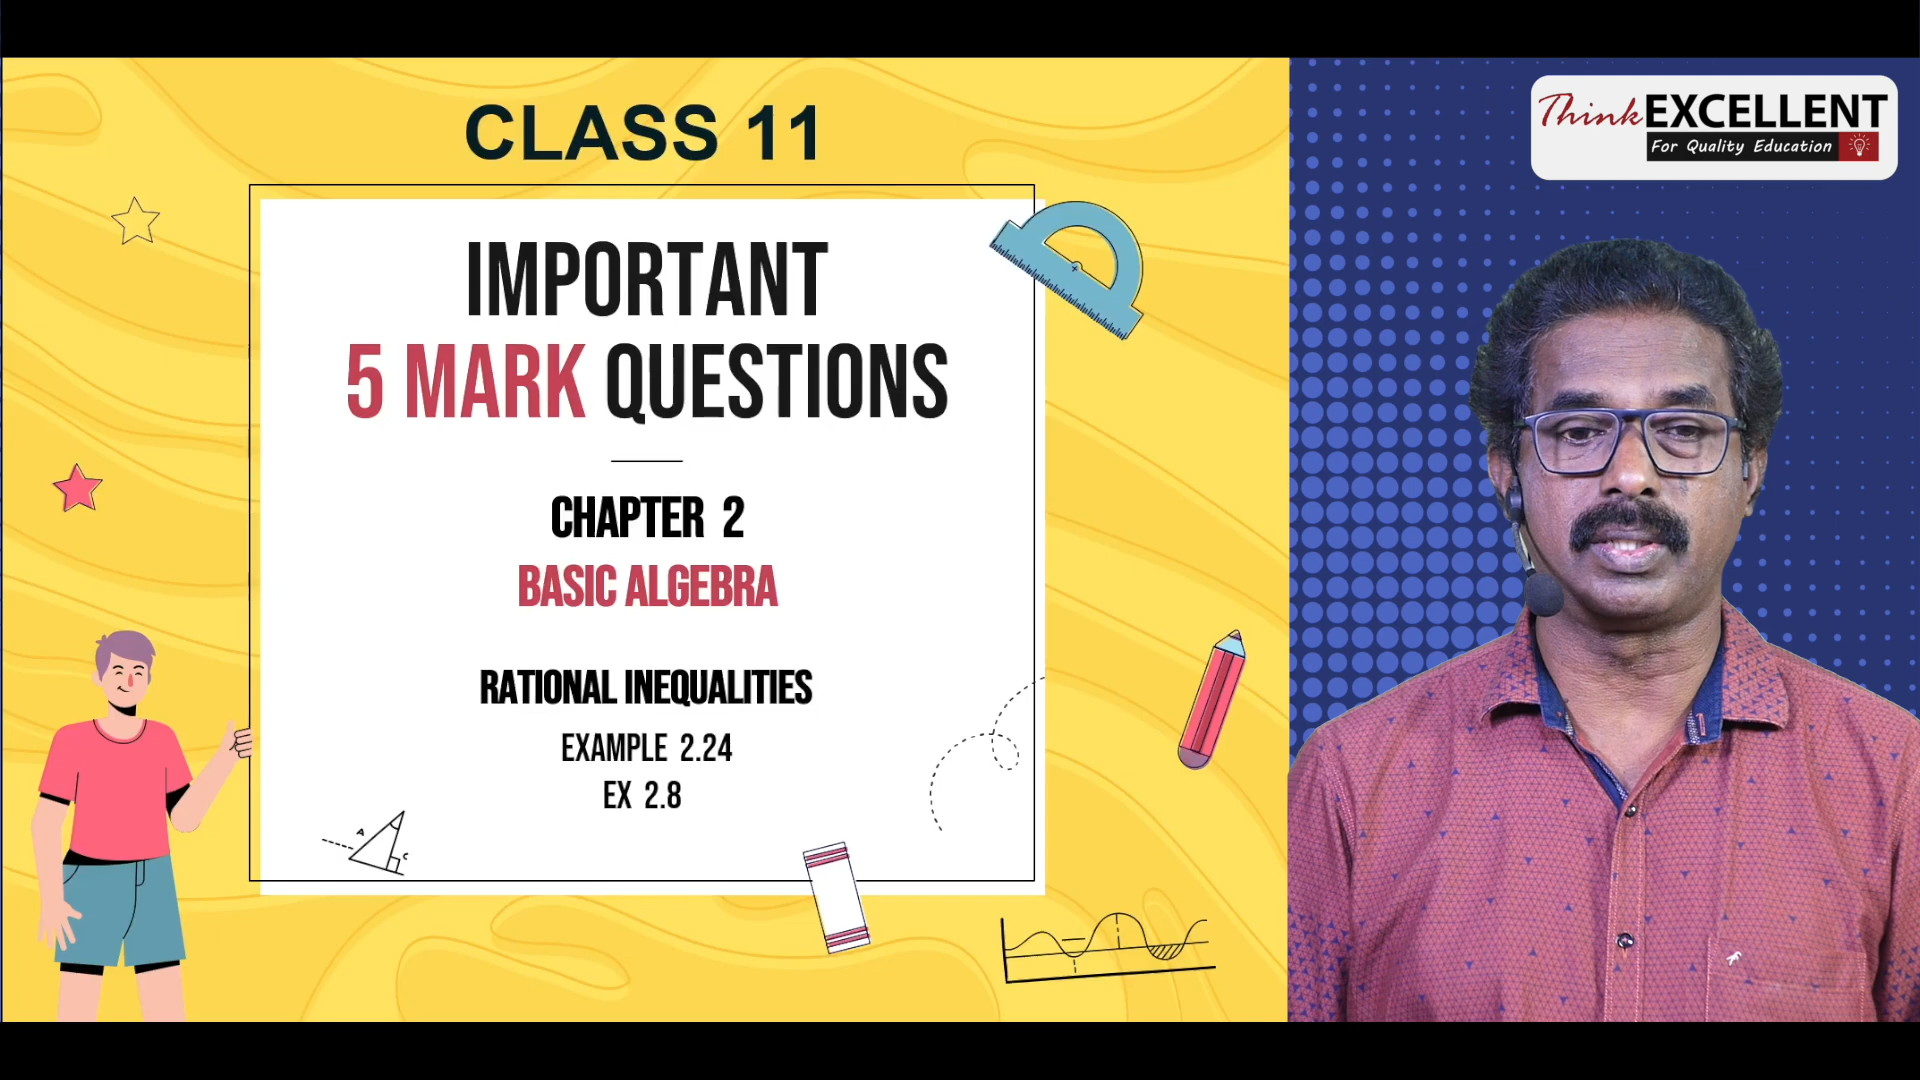 CLASS 11
IMPORTANT
5 MARK QUESTIONS
CHAPTER 2
BASIC ALGEBRA
RATIONAL INEQUALITIES
EXAMPLE 2.24
EX 2.8
A
C
Think EXCELLENT
For Quality Education